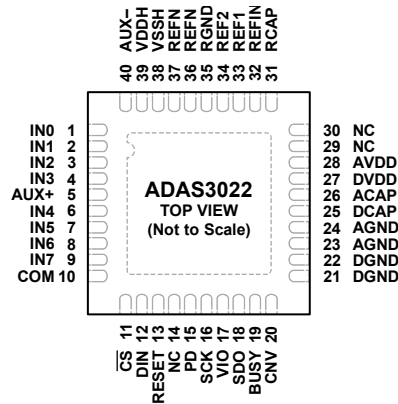 40 AUX–
39 VDDH
38 VSSH
37 REFN
36 REFN
35 RGND
34 REF2
33 REF1
32 REFIN
31 RCAP
IN0 1
IN1 2
IN2 3
IN3 4
AUX+ 5
IN4 6
IN5 7
IN6 8
IN7 9
COM 10
ADAS3022
TOP VIEW
(Not to Scale)
30 NC
29 NC
28 AVDD
27 DVDD
26 ACAP
25 DCAP
24 AGND
23 AGND
22 DGND
21 DGND
CS 11
DIN 12
RESET 13
NC 14
PD 15
SCK 16
VIO 17
SDO 18
BUSY 19
CNV 20